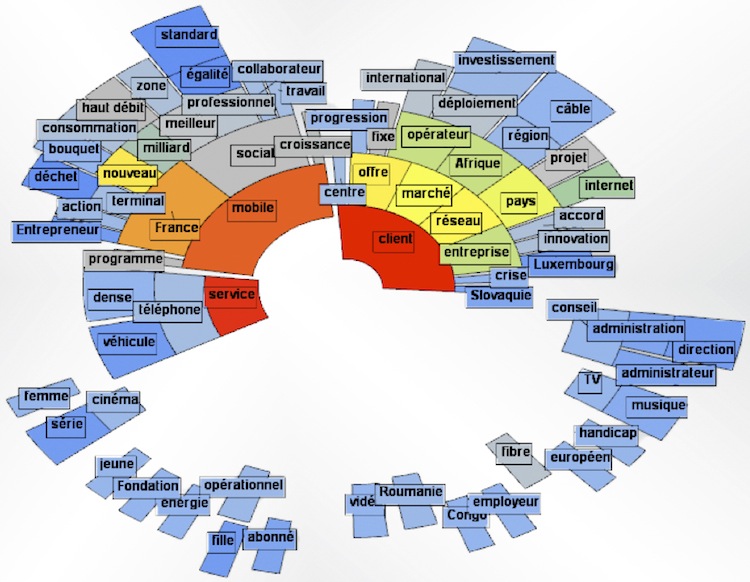 standard
investissement
égalité
collaborateur
international
zone
travail
câble
haut débit
professionnel
déploiement
progression
consommation
meilleur
opérateur
région
fixe
bouquet
milliard
social
croissance
Afrique
projet
déchet
nouveau
offre
internet
action
terminal
mobile
centre
marché
pays
Entrepreneur
France
réseau
accord
client
innovation
programme
entreprise
Luxembourg
crise
dense
téléphone
service
Slovaquie
conseil
véhicule
administration
direction
administrateur
TV
femme
cinéma
musique
série
handicap
fibre
européen
jeune
Fondation
opérationnel
énergie
vidé
Roumanie
employeur
Congo
fille
abonné